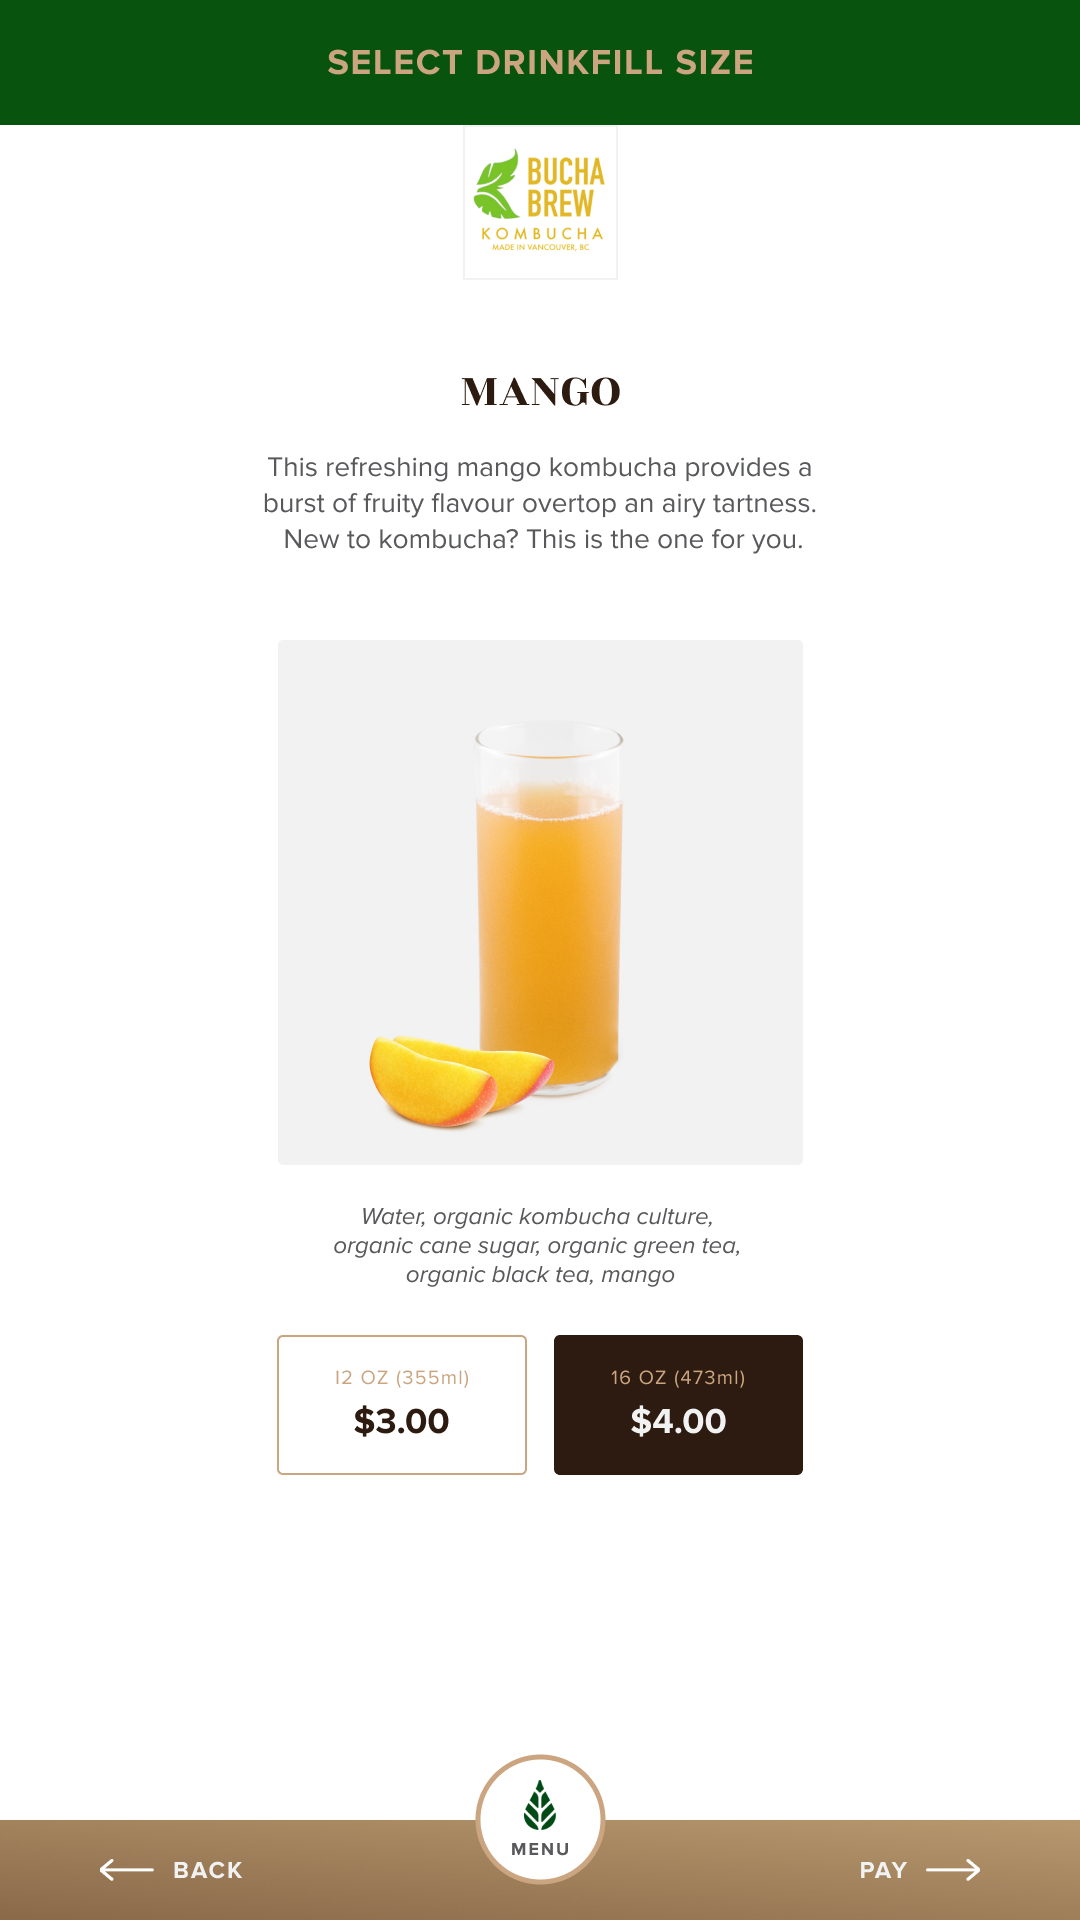 SELECT DRINKFILL SIZE
BUCHA
BREW
KOMBUCHA
MADE IN VANCOUVER, BC
MANGO
This refreshing mango kombucha provides a
burst of fruity flavour overtop an airy tartness.
New to kombucha? This is the one for you.
Water, organic kombucha culture,
organic cane sugar, organic green tea,
organic black tea, mango
12 OZ (355ml)
$3.00
16 OZ (473ml)
$4.00
BACK
MENU
PAY